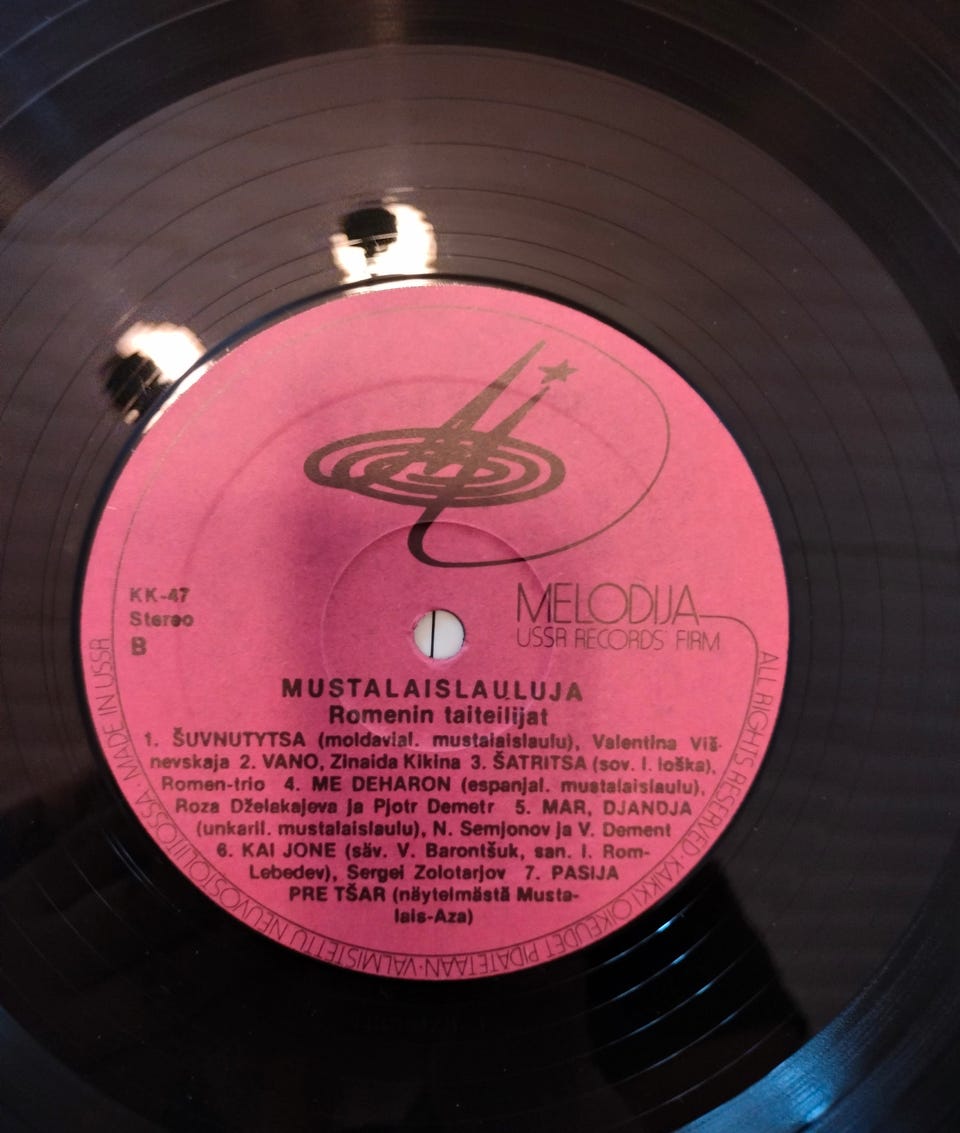 MELODIJA
USSR RECORDS' FIRM
KK-47
Stereo
B
MUSTALAISLAULUJA
Romenin taiteilijat
1. ŠUVNUTYTSA (moldavial. mustalaislaulu), Valentina Viš-
nevskaja 2. VANO, Zinaida Kikina 3. ŠATRITSA (sov. I. Ioška),
Romen-trio 4. ME DEHARON (espanjal. mustalaislaulu),
Roza Dželakajeva ja Pjotr Demetr 5. MAR, DJANDJA
(unkaril. mustalaislaulu), N. Semjonov ja V. Dement
6. KAI JONE (säv. V. Barontšuk, san. I. Rom-
Lebedev), Sergei Zolotarjov 7. PASIJA
PRE TŠAR (näytelmästä Musta-
lais-Aza)
ALL RIGHTS RESERVED · KAIKKI OIKEUDET PIDÄTETÄÄN · VALMISTETTU NEUVOSTOLIITOSSA · MADE IN USSR